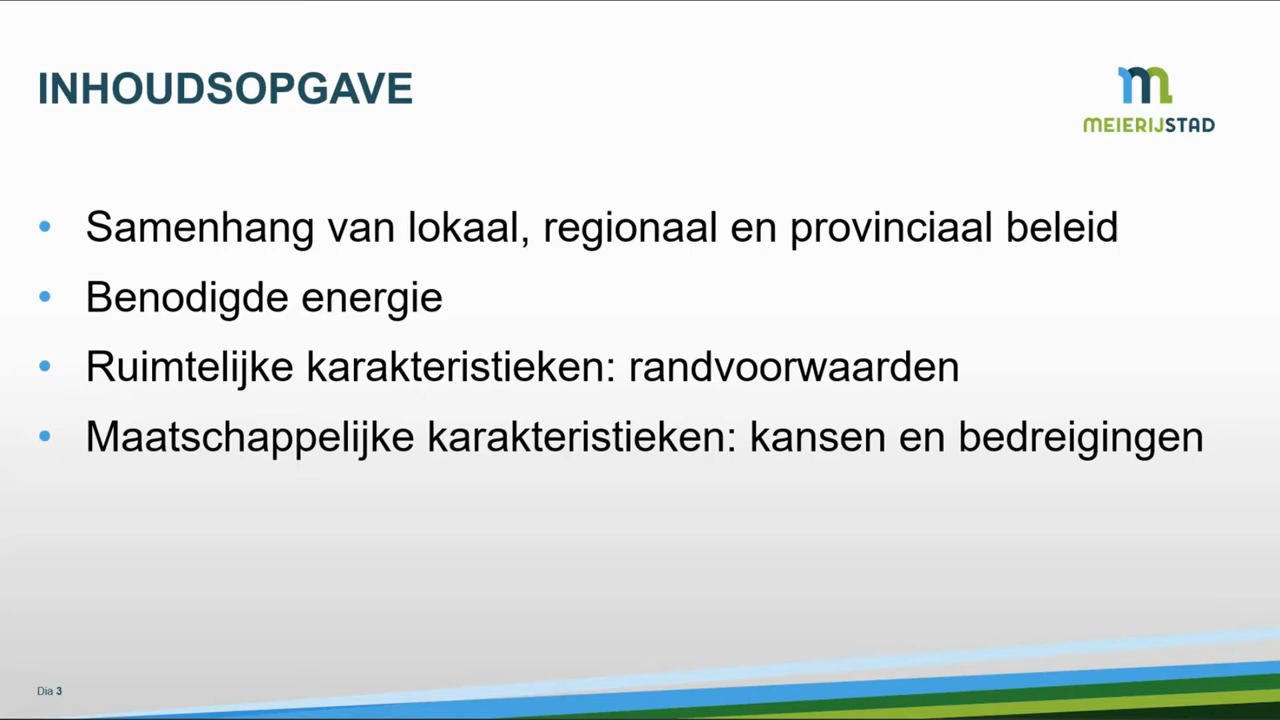 INHOUDSOPGAVE
m
MEIERIJSTAD
• Samenhang van lokaal, regionaal en provinciaal beleid
• Benodigde energie
• Ruimtelijke karakteristieken: randvoorwaarden
• Maatschappelijke karakteristieken: kansen en bedreigingen
Dia 3